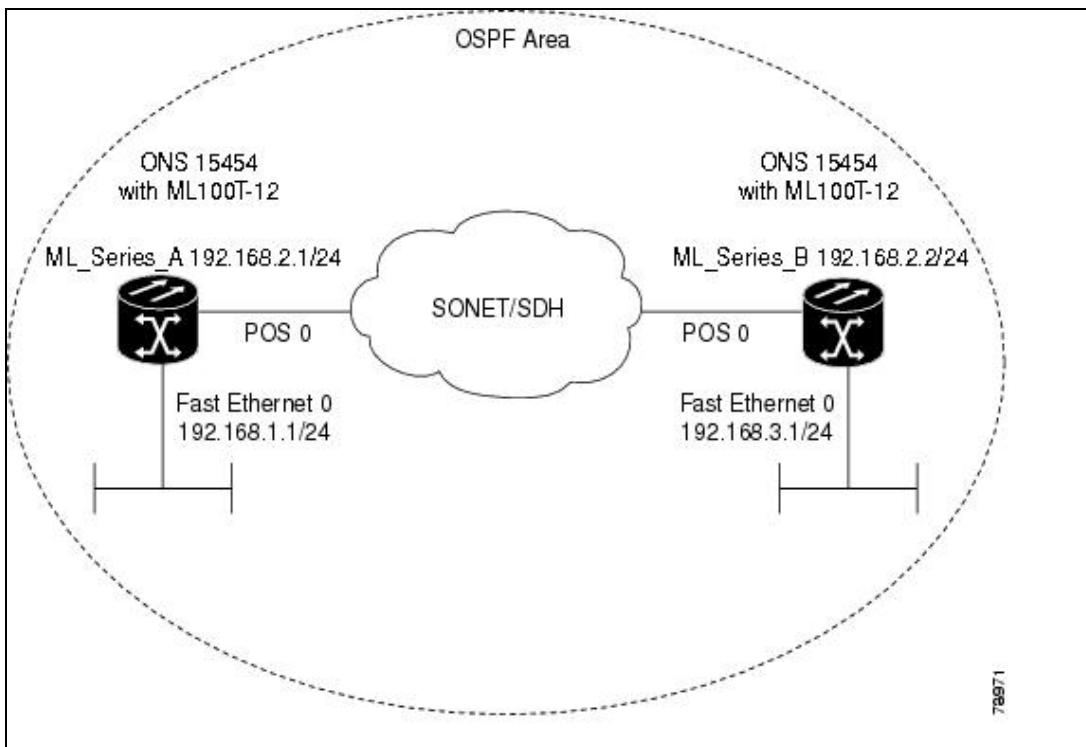 OSPF Area
ONS 15454
with ML100T-12
ONS 15454
with ML100T-12
ML_Series_A 192.168.2.1/24
ML_Series_B 192.168.2.2/24
SONET/SDH
POS 0
POS 0
Fast Ethernet 0
192.168.1.1/24
Fast Ethernet 0
192.168.3.1/24
78971